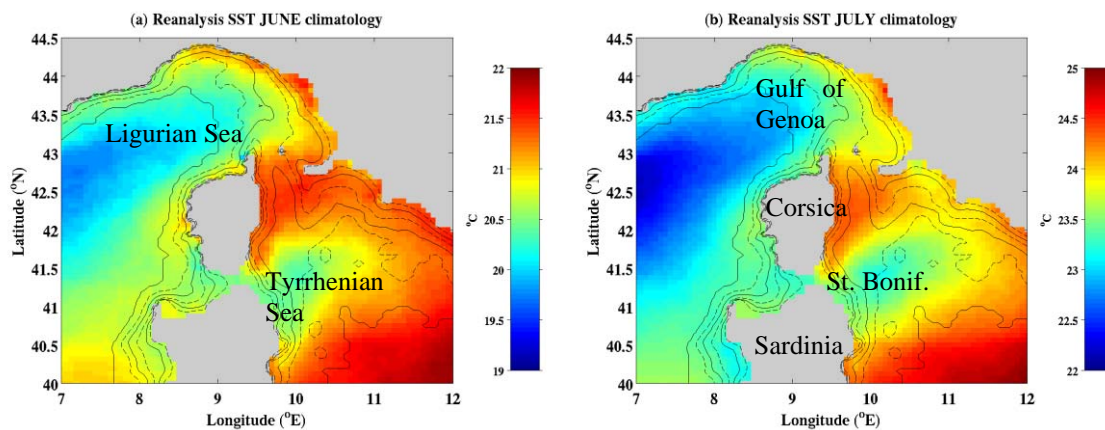 (a) Reanalysis SST JUNE climatology
44.5
44
43.5
43
42.5
42
41.5
41
40.5
40
7
8
9
10
11
12
Latitude (°N)
Longitude (°E)
Ligurian Sea
Tyrrhenian
Sea
22
21.5
21
20.5
20
19.5
19
°C
(b) Reanalysis SST JULY climatology
44.5
44
43.5
43
42.5
42
41.5
41
40.5
40
7
8
9
10
11
12
Latitude (°N)
Longitude (°E)
Gulf of
Genoa
Corsica
St. Bonif.
Sardinia
25
24.5
24
23.5
23
22.5
22
°C